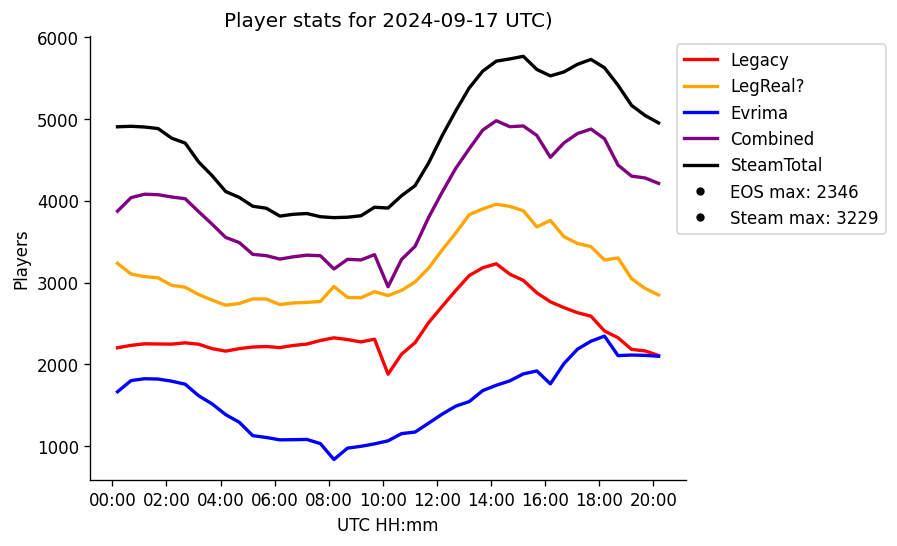 Player stats for 2024-09-17 UTC)
6000
5000
4000
3000
2000
1000
Players
00:00 02:00 04:00 06:00 08:00 10:00 12:00 14:00 16:00 18:00 20:00
UTC HH:mm
Legacy
LegReal?
Evrima
Combined
SteamTotal
EOS max: 2346
Steam max: 3229